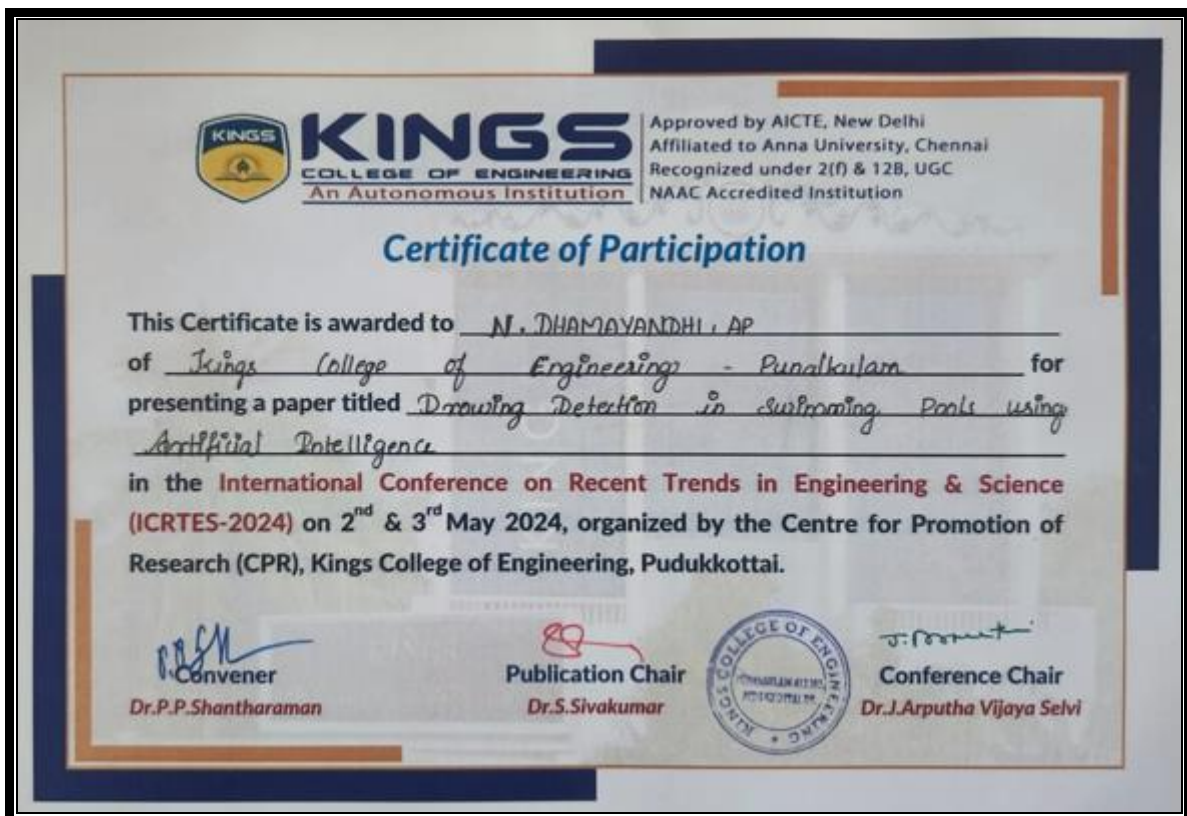 KINGS
KINGS
COLLEGE OF ENGINEERING
An Autonomous Institution
Approved by AICTE, New Delhi
Affiliated to Anna University, Chennai
Recognized under 2(f) & 12B, UGC
NAAC Accredited Institution
Certificate of Participation
This Certificate is awarded to N. DHAMAYANDHI, AP
of Kings College of Engineering - Punalkulam for
presenting a paper titled Drowing Detection in Swimming Pools using
Artificial Intelligence
in the International Conference on Recent Trends in Engineering & Science
(ICRTES-2024) on 2nd & 3rd May 2024, organized by the Centre for Promotion of
Research (CPR), Kings College of Engineering, Pudukkottai.
Convener
Dr.P.P.Shantharaman
Publication Chair
Dr.S.Sivakumar
KINGS COLLEGE OF ENGINEERING
Conference Chair
Dr.J.Arputha Vijaya Selvi